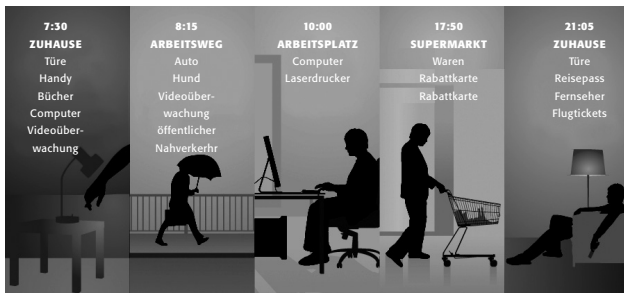 7:30
ZUHAUSE
Türe
Handy
Bücher
Computer
Videoüber-
wachung
8:15
ARBEITSWEG
Auto
Hund
Videoüber-
wachung
öffentlicher
Nahverkerhr
10:00
ARBEITSPLATZ
Computer
Laserdrucker
17:50
SUPERMARKT
Waren
Rabattkarte
Rabattkarte
21:05
ZUHAUSE
Türe
Reisepass
Fernseher
Flugtickets